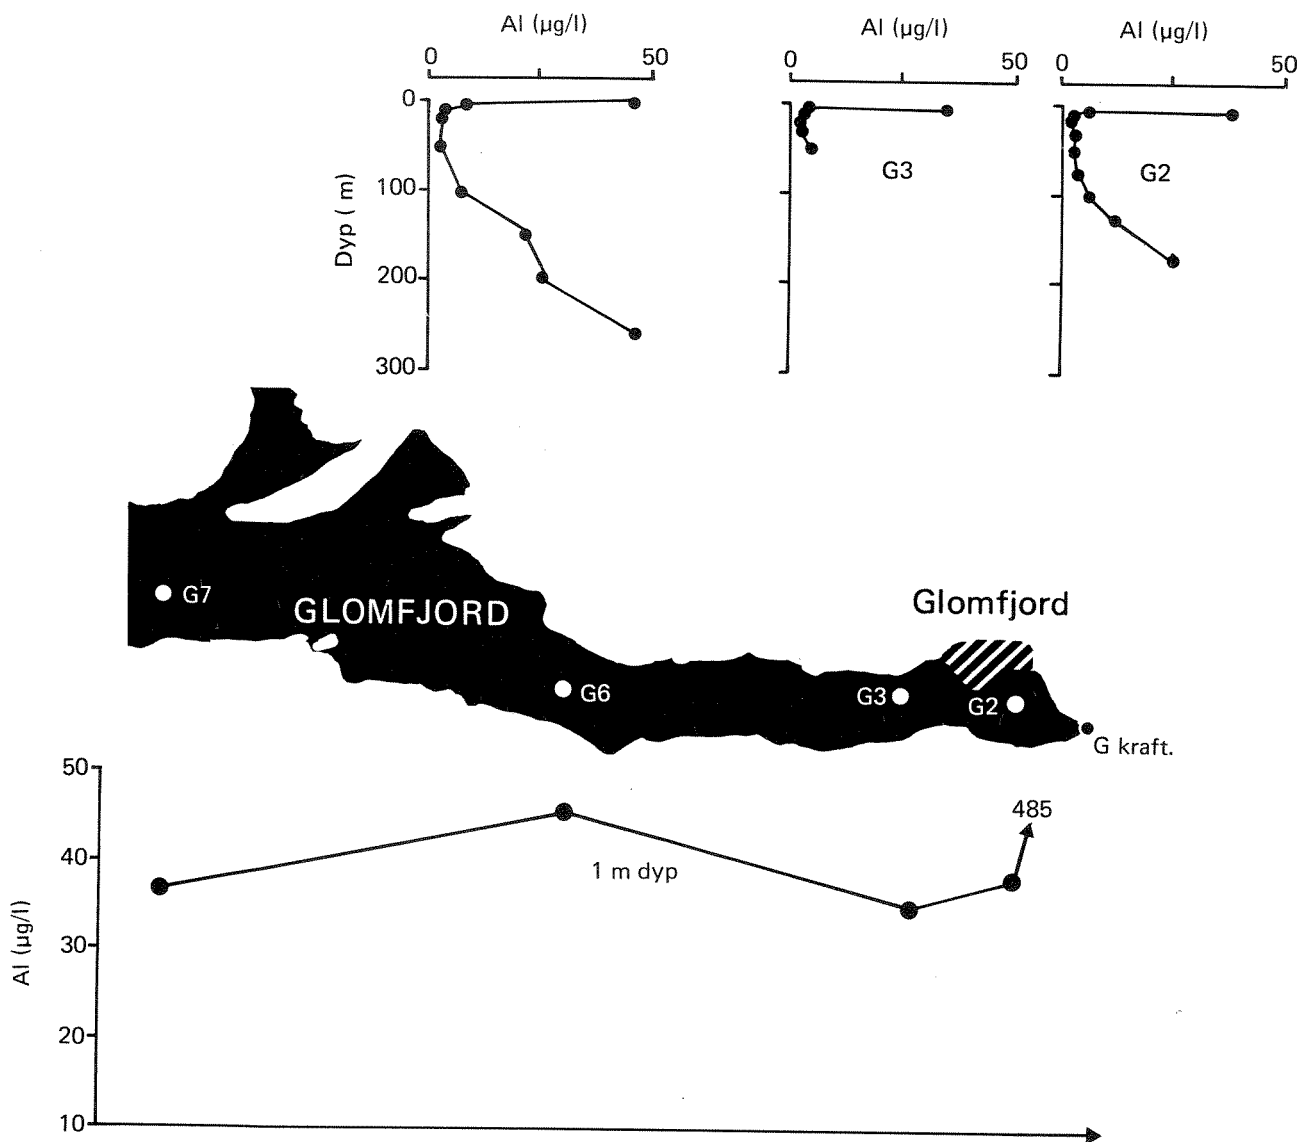 Al (µg/l)
Al (µg/l)
Al (µg/l)
0 50
0 50
0 50
0
100
200
300
Dyp ( m)
G3
G2
G7
GLOMFJORD
Glomfjord
G6
G3
G2
G kraft.
50
40
30
20
10
Al (µg/l)
485
1 m dyp